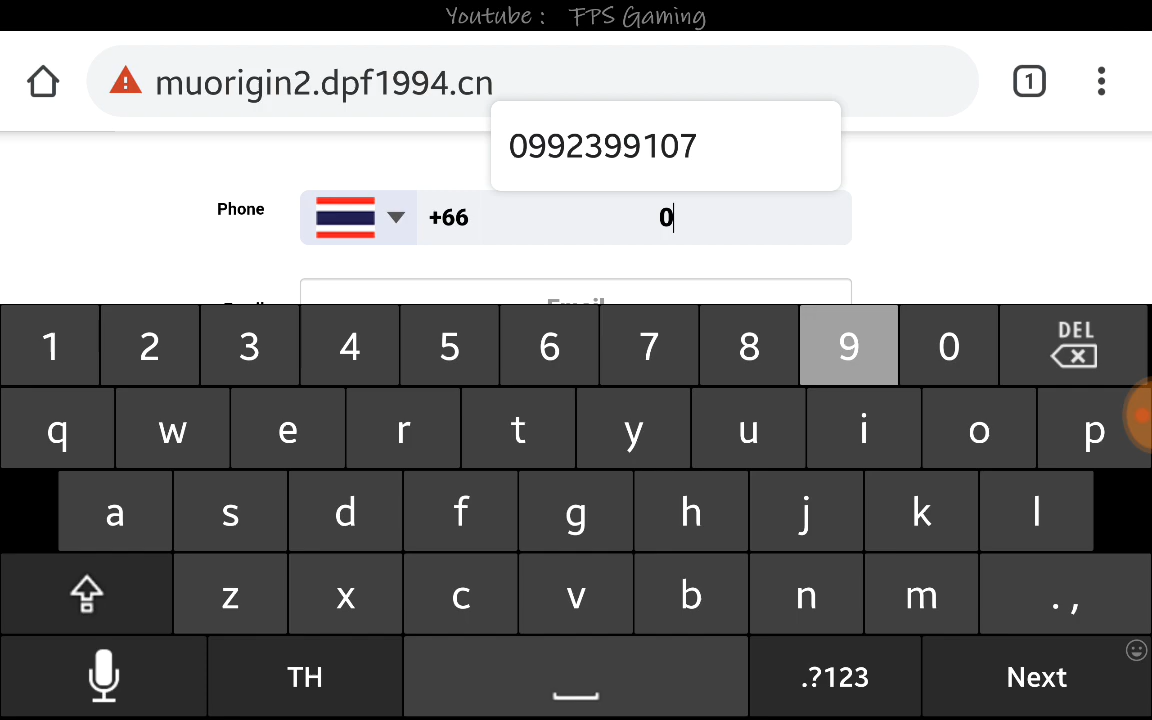 Youtube : FPS Gaming
muorigin2.dpf1994.cn
1
0992399107
Phone
+66
0
Email
1 2 3 4 5 6 7 8 9 0 DEL
q w e r t y u i o p
a s d f g h j k l
z x c v b n m . ,
TH
.?123
Next